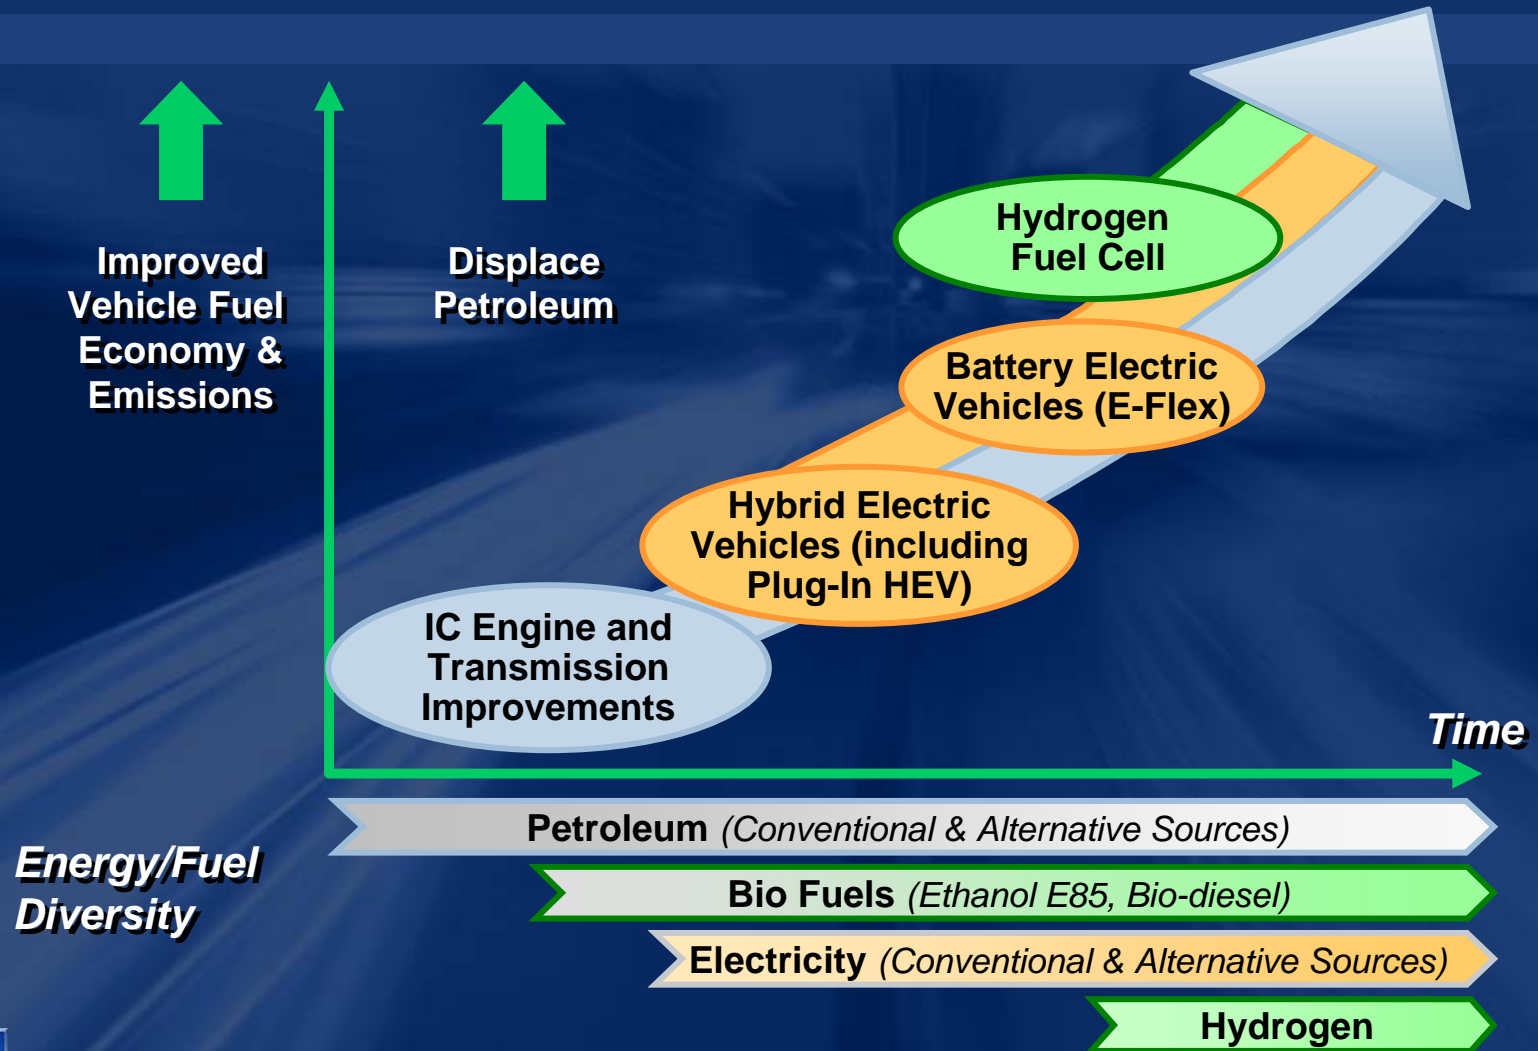 Improved
Vehicle Fuel
Economy &
Emissions
Displace
Petroleum
Hydrogen
Fuel Cell
Battery Electric
Vehicles (E-Flex)
Hybrid Electric
Vehicles (including
Plug-In HEV)
IC Engine and
Transmission
Improvements
Time
Energy/Fuel
Diversity
Petroleum (Conventional & Alternative Sources)
Bio Fuels (Ethanol E85, Bio-diesel)
Electricity (Conventional & Alternative Sources)
Hydrogen